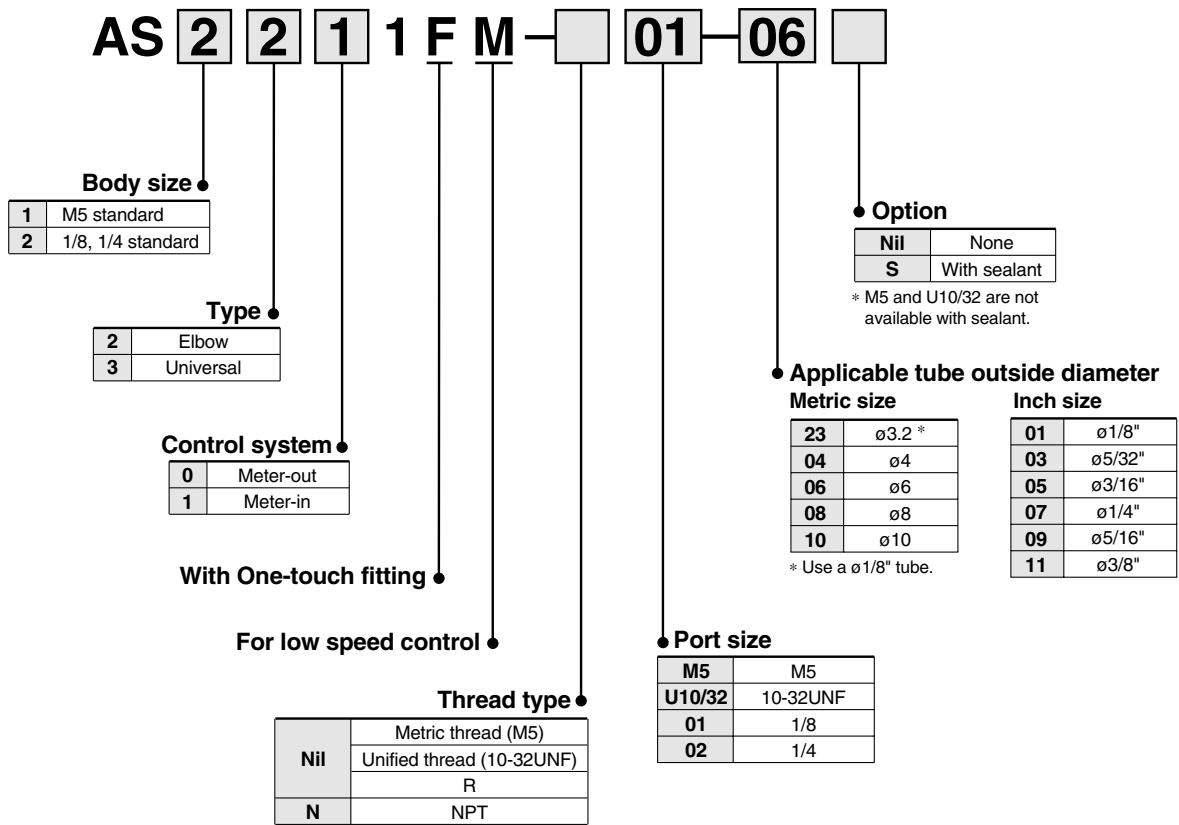 AS 2 2 1 1 F M - 01 - 06
Body size
1 M5 standard
2 1/8, 1/4 standard
Type
2 Elbow
3 Universal
Control system
0 Meter-out
1 Meter-in
With One-touch fitting
For low speed control
Thread type
Nil Metric thread (M5)
Unified thread (10-32UNF)
R
N NPT
Port size
M5 M5
U10/32 10-32UNF
01 1/8
02 1/4
Applicable tube outside diameter
Metric size
23 ø3.2 *
04 ø4
06 ø6
08 ø8
10 ø10
* Use a ø1/8" tube.
Inch size
01 ø1/8"
03 ø5/32"
05 ø3/16"
07 ø1/4"
09 ø5/16"
11 ø3/8"
Option
Nil None
S With sealant
* M5 and U10/32 are not
available with sealant.